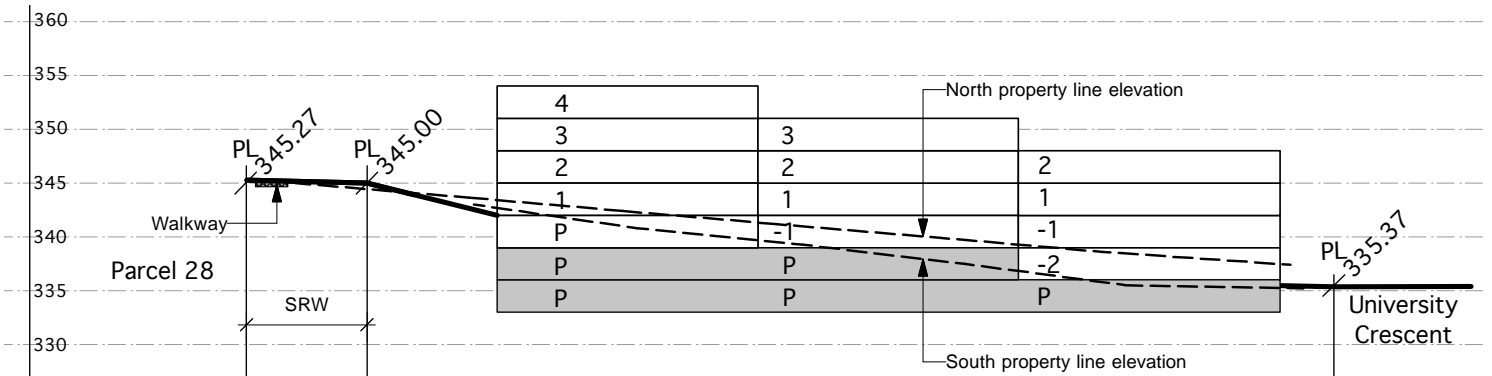 360
355
350
345
340
335
330
PL
345.27
PL
345.00
Walkway
Parcel 28
SRW
4
3
3
2
2
2
1
1
1
P
-1
-1
P
P
-2
P
P
P
North property line elevation
South property line elevation
PL
335.37
University
Crescent